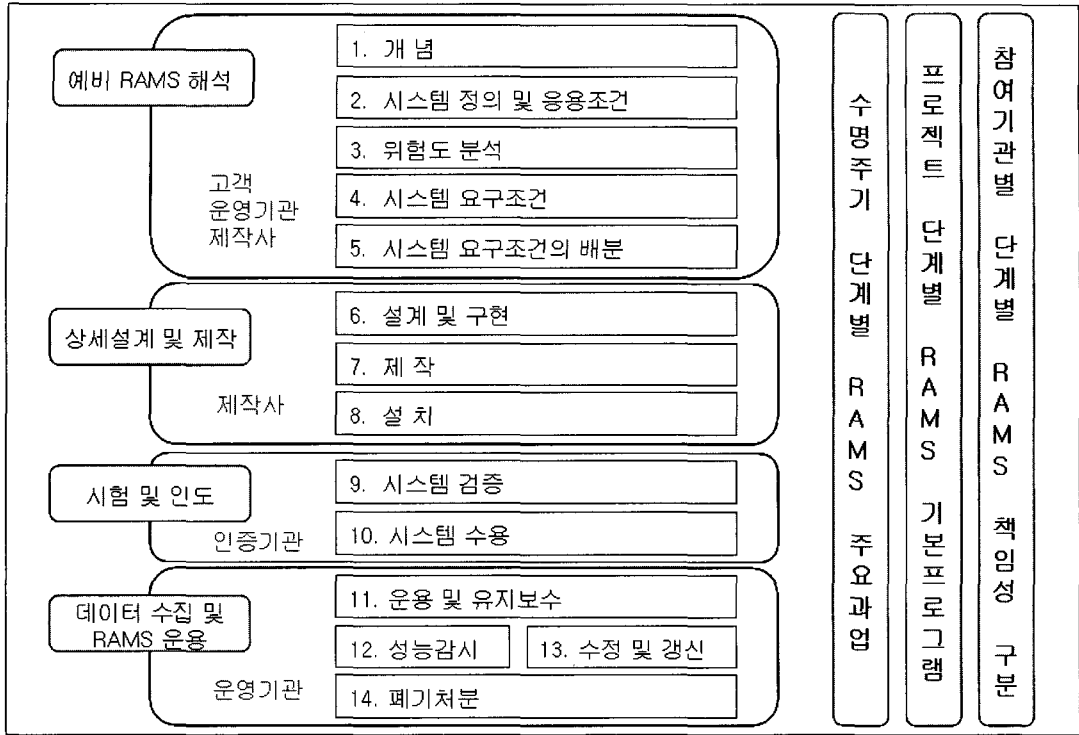 예비 RAMS 해석
고객
운영기관
제작사
1. 개 념
2. 시스템 정의 및 응용조건
3. 위험도 분석
4. 시스템 요구조건
5. 시스템 요구조건의 배분
상세설계 및 제작
제작사
6. 설계 및 구현
7. 제 작
8. 설 치
시험 및 인도
인증기관
9. 시스템 검증
10. 시스템 수용
데이터 수집 및
RAMS 운용
운영기관
11. 운용 및 유지보수
12. 성능감시
13. 수정 및 갱신
14. 폐기처분
수명주기 단계별 RAMS 주요과업
프로젝트 단계별 RAMS 기본프로그램
참여기관별 단계별 RAMS 책임성 구분